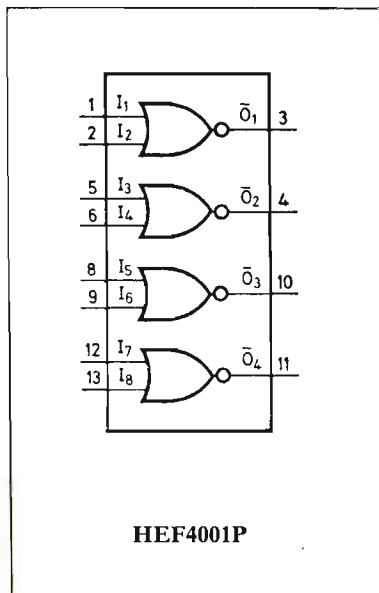 1 I₁
2 I₂ Ō₁ 3
5 I₃
6 I₄ Ō₂ 4
8 I₅
9 I₆ Ō₃ 10
12 I₇
13 I₈ Ō₄ 11
HEF4001P